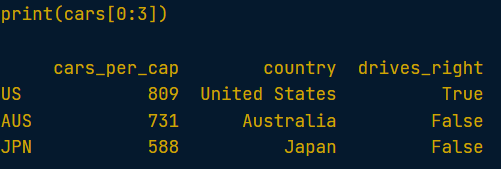 print(cars[0:3])
cars_per_cap country drives_right
US 809 United States True
AUS 731 Australia False
JPN 588 Japan False